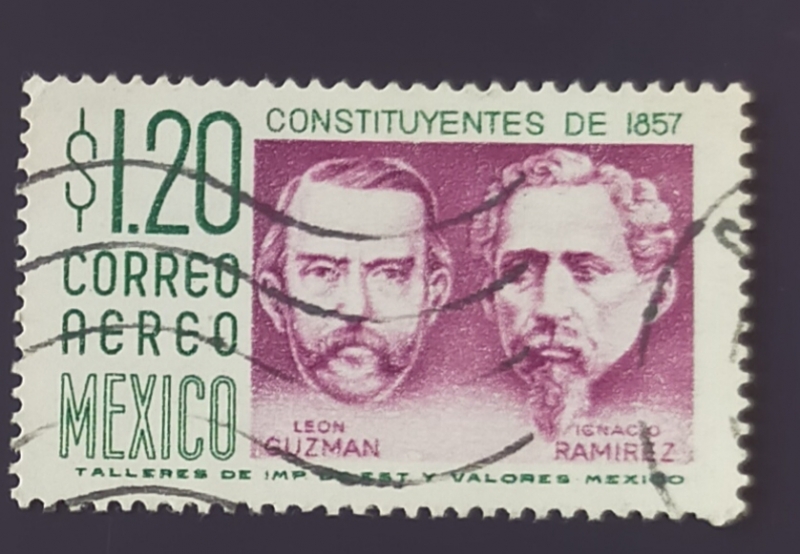 CONSTITUYENTES DE 1857
$1.20
CORREO
AEREO
MEXICO
LEON
GUZMAN
IGNACIO
RAMIREZ
TALLERES DE IMP DE EST Y VALORES MEXICO